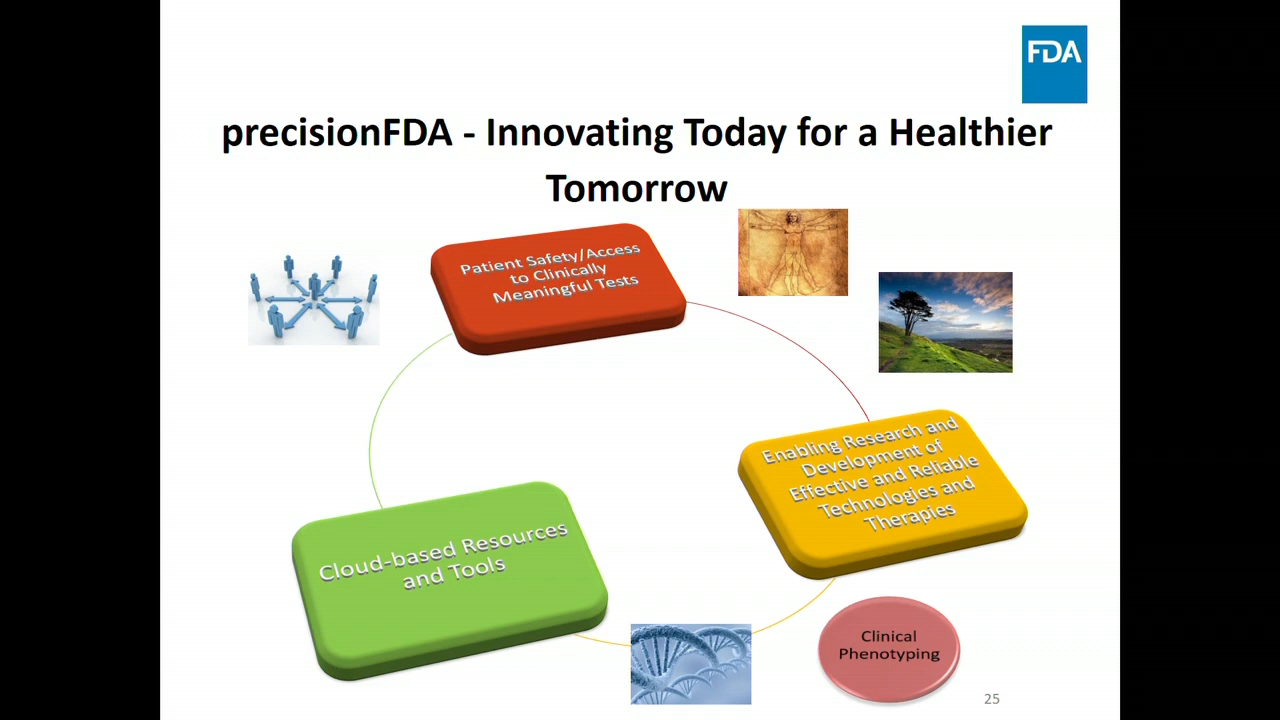 FDA
precisionFDA - Innovating Today for a Healthier
Tomorrow
Patient Safety/Access
to Clinically
Meaningful Tests
Enabling Research and
Development of
Effective and Reliable
Technologies and
Therapies
Cloud-based Resources
and Tools
Clinical
Phenotyping
25